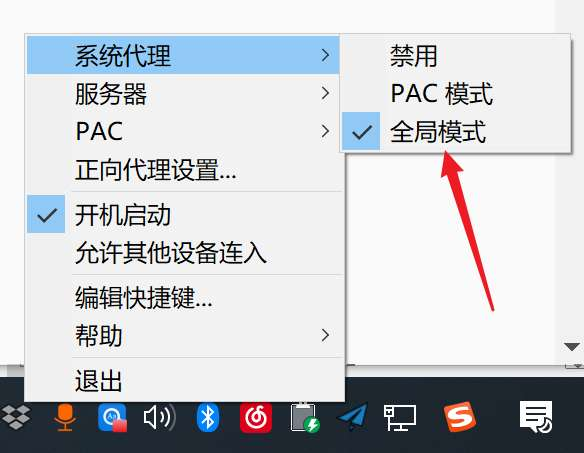 系统代理
服务器
PAC
正向代理设置...
开机启动
允许其他设备连入
编辑快捷键...
帮助
退出
禁用
PAC 模式
全局模式